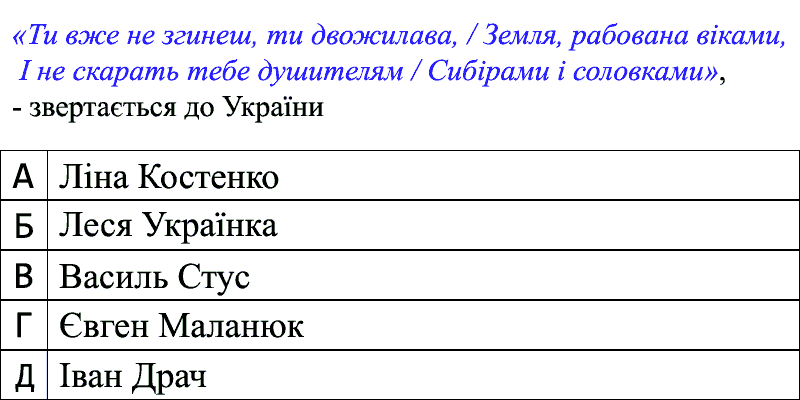 «Ти вже не згинеш, ти двожилава, / Земля, рабована віками,
І не скарать тебе душителям / Сибірами і соловками»,
- звертається до України
А Ліна Костенко
Б Леся Українка
В Василь Стус
Г Євген Маланюк
Д Іван Драч